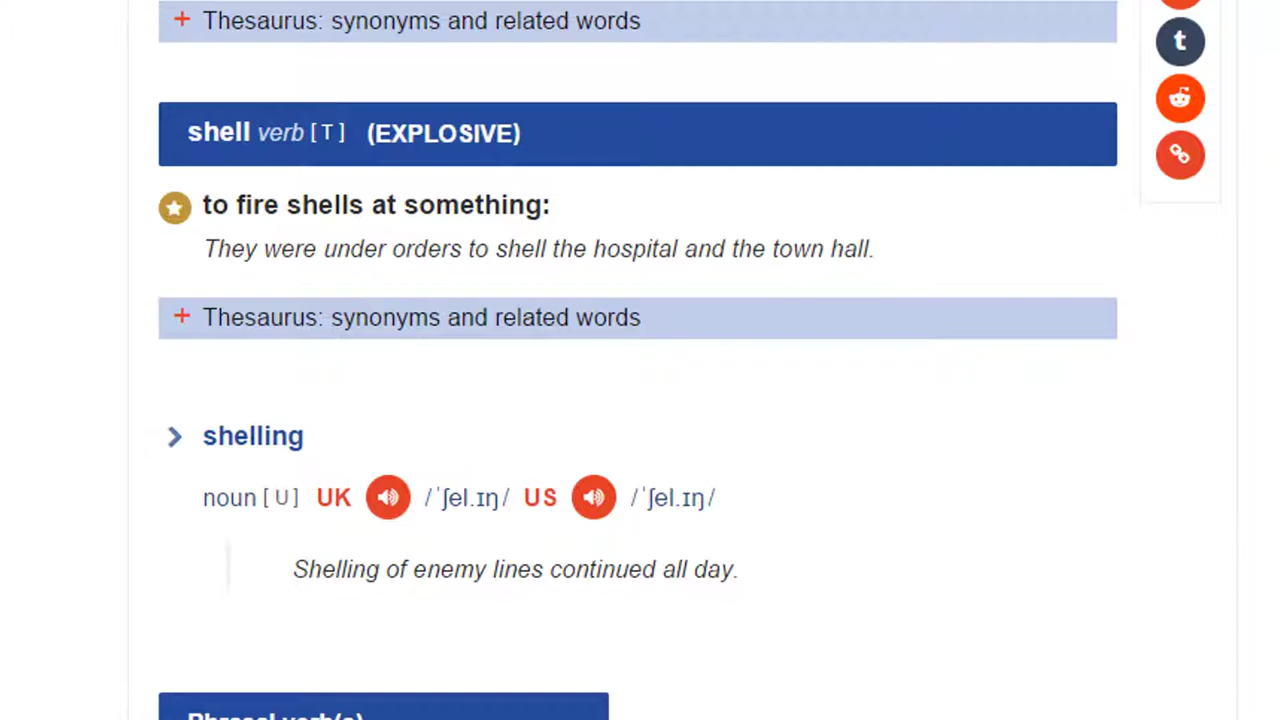 + Thesaurus: synonyms and related words
t
shell verb [ T ] (EXPLOSIVE)
to fire shells at something:
They were under orders to shell the hospital and the town hall.
+ Thesaurus: synonyms and related words
shelling
noun [ U ] UK /ˈʃel.ɪŋ/ US /ˈʃel.ɪŋ/
Shelling of enemy lines continued all day.
Phrasal verb(s)